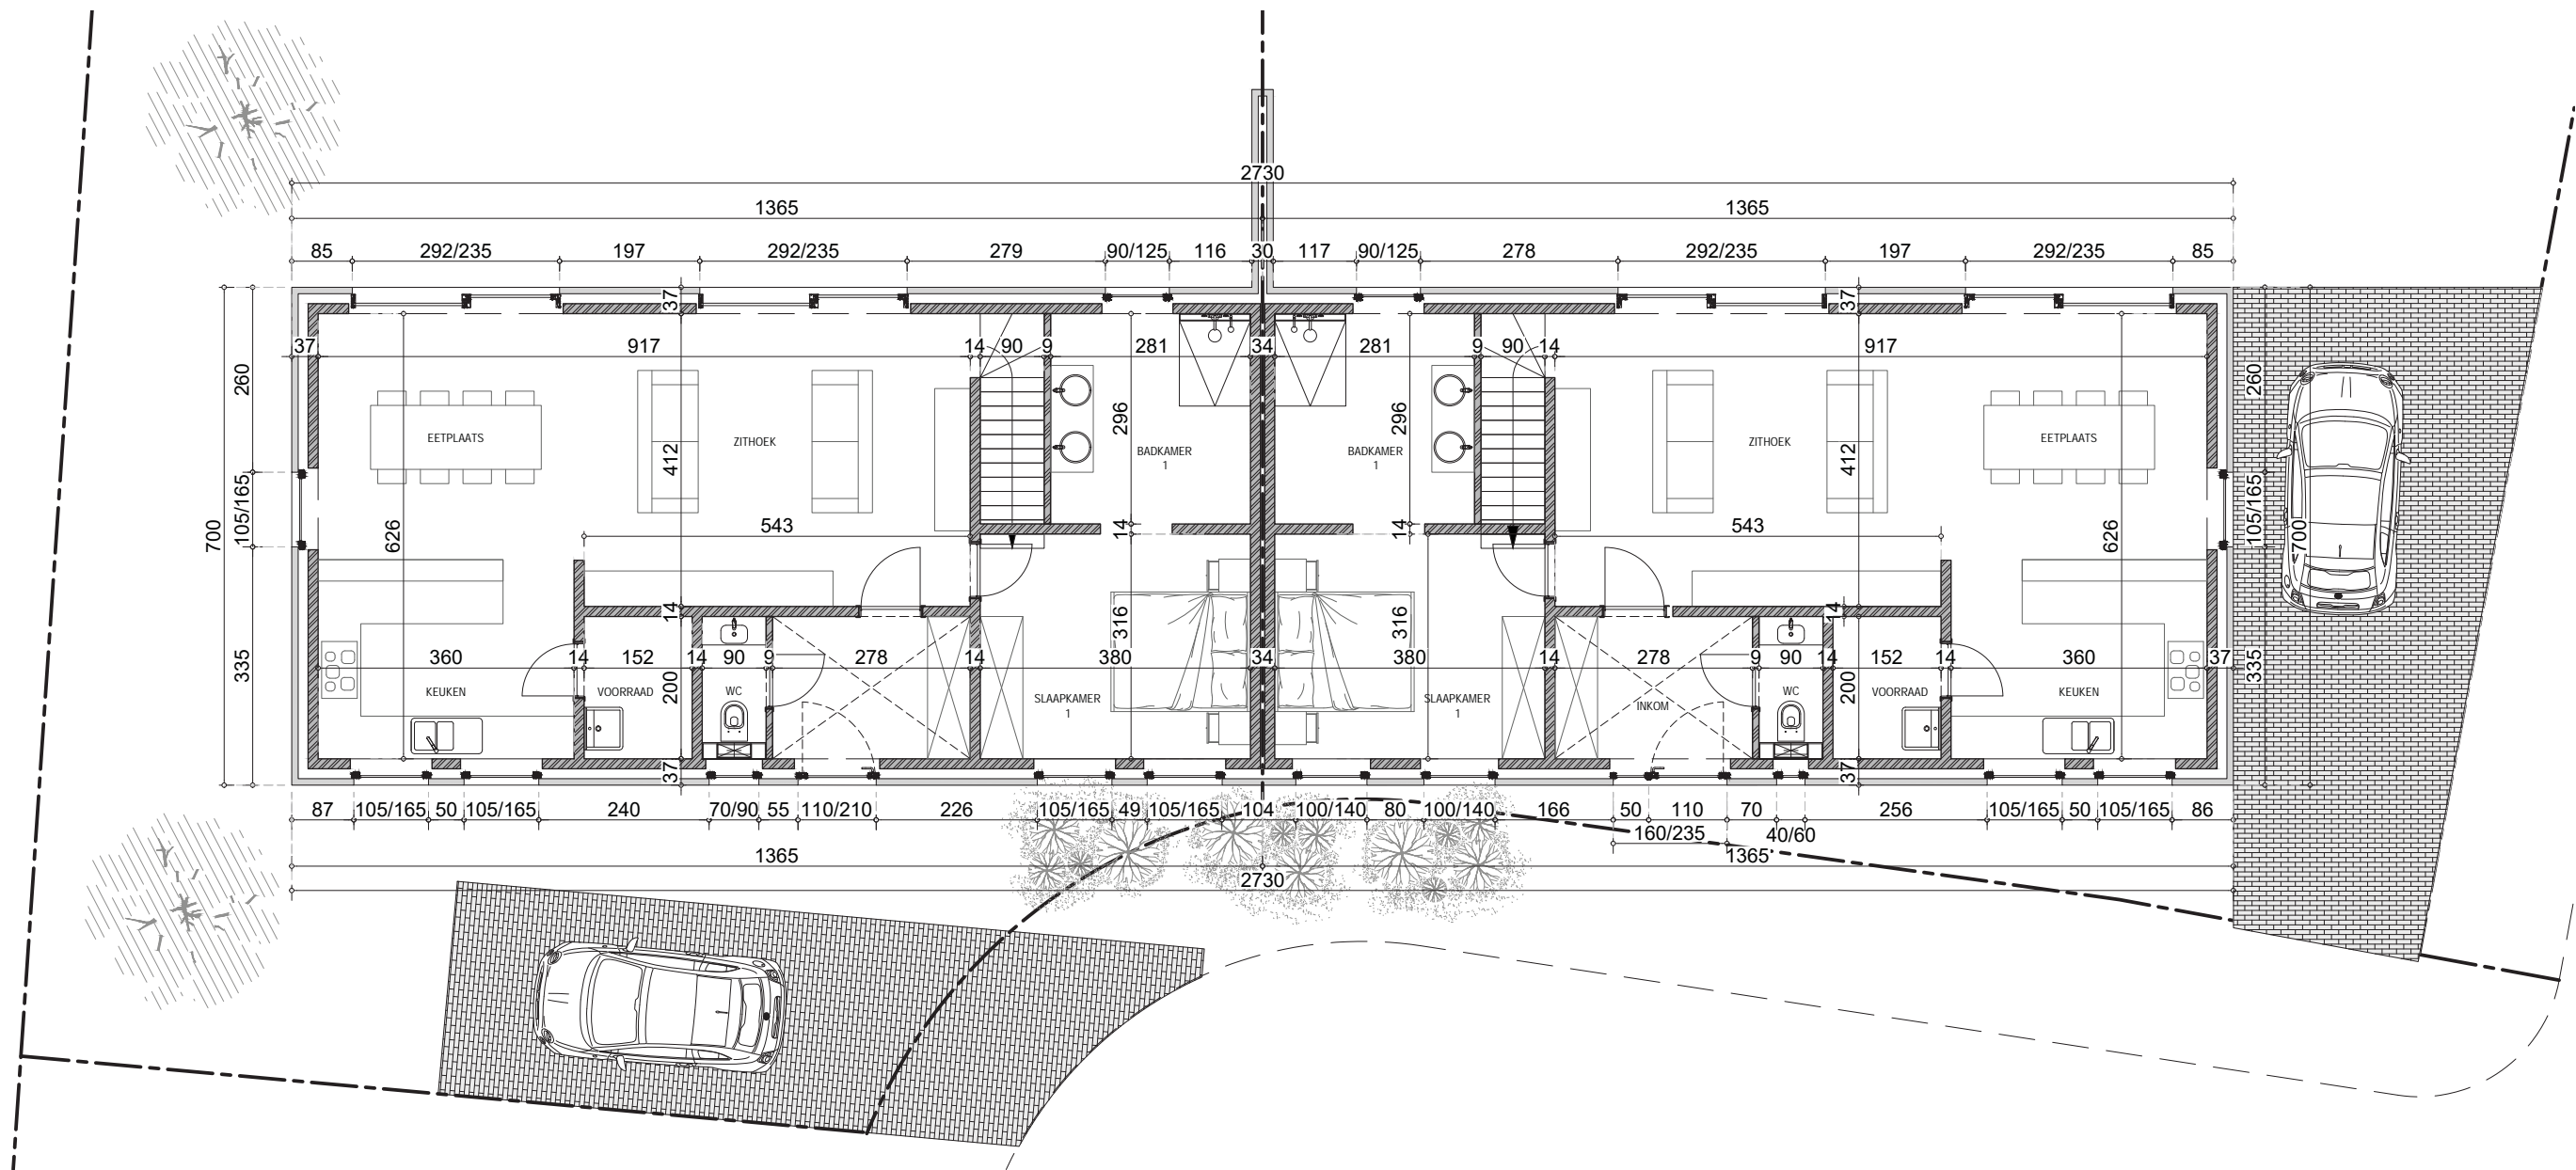 2730
1365 1365
85 292/235 197 292/235 279 90/125 116 30 117 90/125 278 292/235 197 292/235 85
37 37
37 917 14 90 9 281 34 281 9 90 14 917
260 260
296 296
EETPLAATS ZITHOEK BADKAMER BADKAMER ZITHOEK EETPLAATS
1 1
412 412
105/165 105/165
700 626 543 14 14 543 626 700
14 316 316 14
360 14 152 14 90 9 278 14 380 34 380 14 278 9 90 14 152 14 360 37
335 335
200 200
KEUKEN VOORRAAD WC SLAAPKAMER SLAAPKAMER INKOM WC VOORRAAD KEUKEN
1 1
37 37
87 105/165 50 105/165 240 70/90 55 110/210 226 105/165 49 105/165 104 100/140 80 100/140 166 50 110 70 256 105/165 50 105/165 86
160/235 40/60
1365 1365
2730